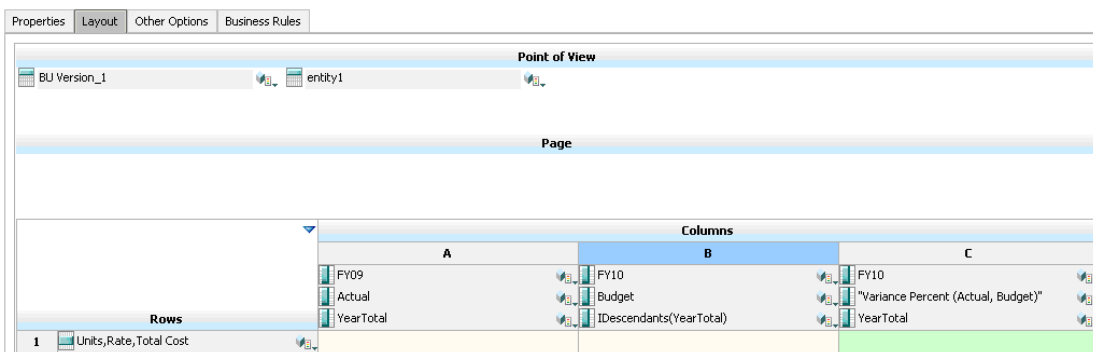 Properties Layout Other Options Business Rules
Point of View
BU Version_1 entity1
Page
Columns
A B C
FY09 FY10 FY10
Actual Budget "Variance Percent (Actual, Budget)"
Rows YearTotal IDescendants(YearTotal) YearTotal
1 Units,Rate,Total Cost